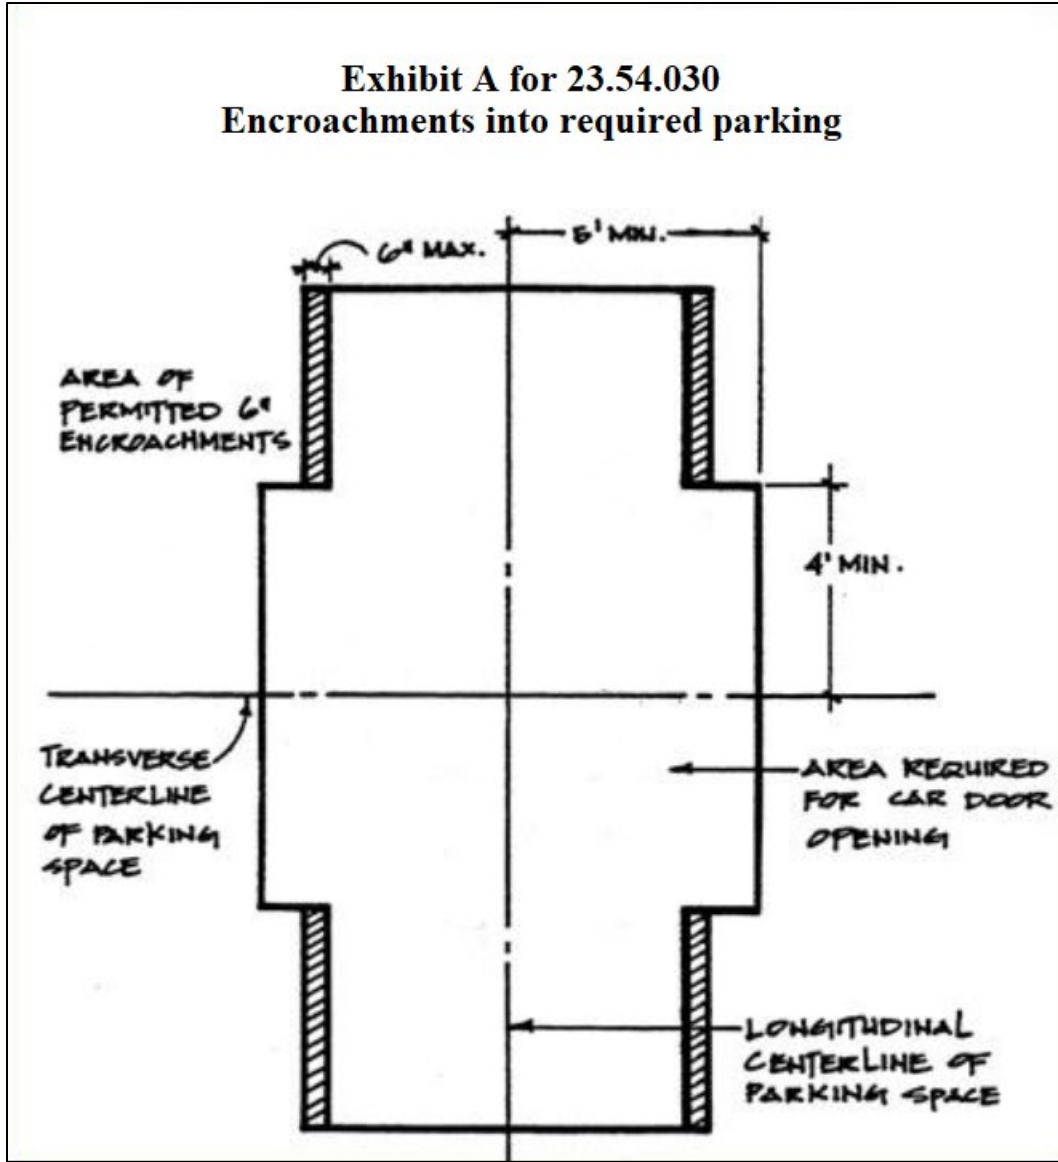 Exhibit A for 23.54.030
Encroachments into required parking
6" MAX.
5' MIN.
AREA OF
PERMITTED 6"
ENCROACHMENTS
4' MIN.
TRANSVERSE
CENTERLINE
OF PARKING
SPACE
AREA REQUIRED
FOR CAR DOOR
OPENING
LONGITUDINAL
CENTERLINE OF
PARKING SPACE